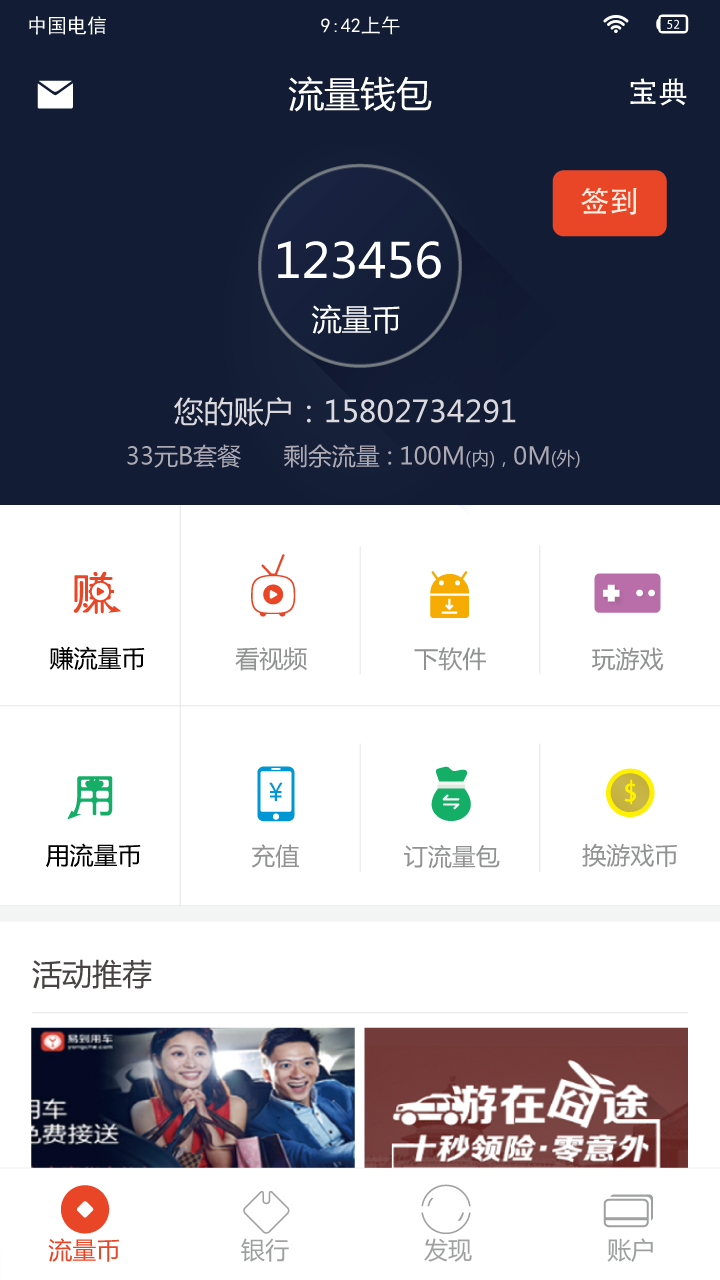 中国电信 9:42上午 52
流量钱包 宝典
签到
123456
流量币
您的账户：15802734291
33元B套餐 剩余流量 : 100M(内) , 0M(外)
赚
赚流量币 看视频 下软件 玩游戏
用 ¥ $
用流量币 充值 订流量包 换游戏币
活动推荐
易到用车
yongche.com
用车
免费接送
游在囧途
十秒领险·零意外
流量币 银行 发现 账户